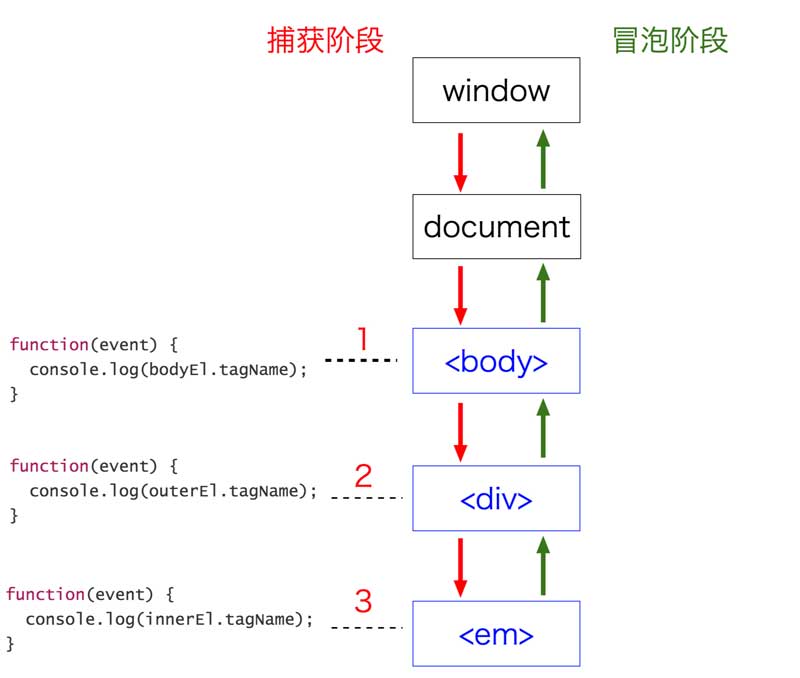 捕获阶段
冒泡阶段
window
document
function(event) {
console.log(bodyEl.tagName);
}
1
<body>
function(event) {
console.log(outerEl.tagName);
}
2
<div>
function(event) {
console.log(innerEl.tagName);
}
3
<em>